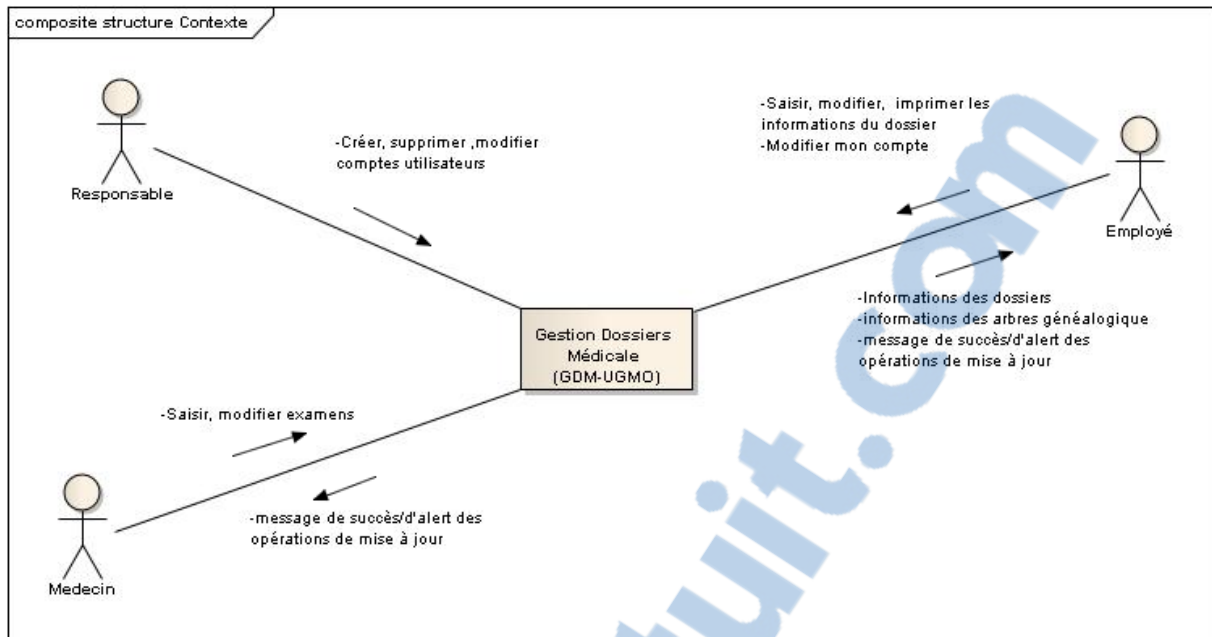 composite structure Contexte
-Créer, supprimer ,modifier
comptes utilisateurs
Responsable
-Saisir, modifier, imprimer les
informations du dossier
-Modifier mon compte
Employé
-Informations des dossiers
-informations des arbres généalogique
-message de succès/d'alert des
opérations de mise à jour
Gestion Dossiers
Médicale
(GDM-UGMO)
-Saisir, modifier examens
-message de succès/d'alert des
opérations de mise à jour
Medecin
tuit.com